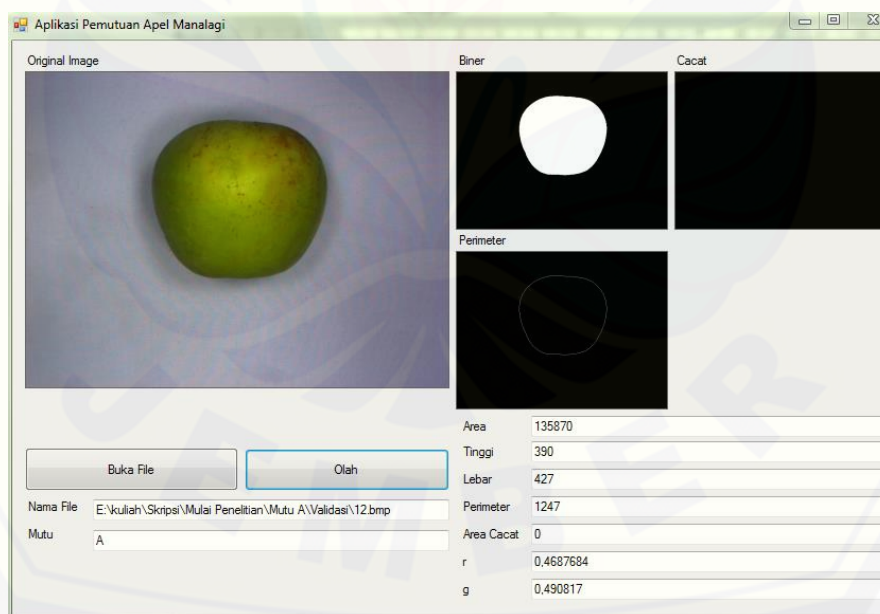 Aplikasi Pemutuan Apel Manalagi
Original Image
Biner
Cacat
Perimeter
Buka File
Olah
Nama File E:\kuliah\Skripsi\Mulai Penelitian\Mutu A\Validasi\12.bmp
Mutu A
Area 135870
Tinggi 390
Lebar 427
Perimeter 1247
Area Cacat 0
r 0,4687684
g 0,490817
JEMBER